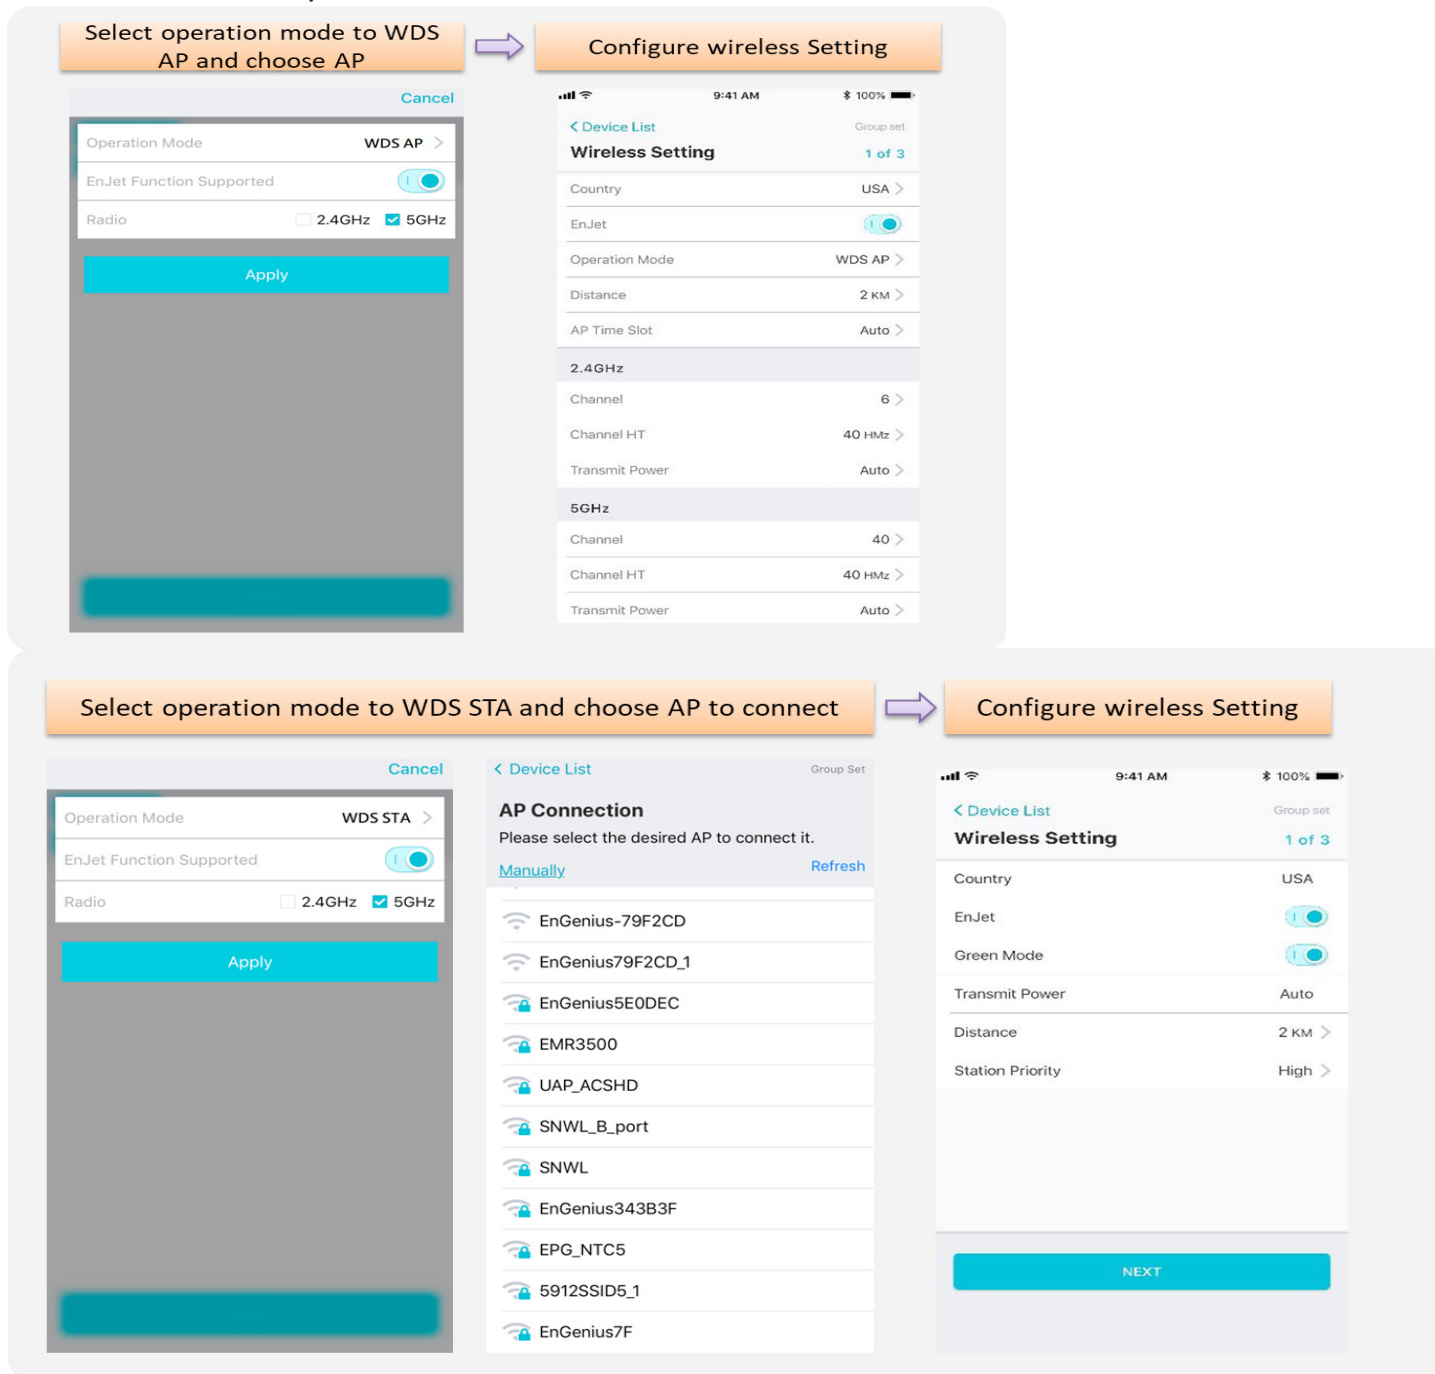 Select operation mode to WDS
AP and choose AP
Configure wireless Setting
Cancel
Operation Mode WDS AP
EnJet Function Supported
Radio 2.4GHz 5GHz
Apply
9:41 AM 100%
Device List Group set
Wireless Setting 1 of 3
Country USA
EnJet
Operation Mode WDS AP
Distance 2 KM
AP Time Slot Auto
2.4GHz
Channel 6
Channel HT 40 HMz
Transmit Power Auto
5GHz
Channel 40
Channel HT 40 HMz
Transmit Power Auto
Select operation mode to WDS STA and choose AP to connect
Configure wireless Setting
Cancel
Operation Mode WDS STA
EnJet Function Supported
Radio 2.4GHz 5GHz
Apply
Device List Group Set
AP Connection
Please select the desired AP to connect it.
Manually Refresh
EnGenius-79F2CD
EnGenius79F2CD_1
EnGenius5E0DEC
EMR3500
UAP_ACSHD
SNWL_B_port
SNWL
EnGenius343B3F
EPG_NTC5
5912SSID5_1
EnGenius7F
9:41 AM 100%
Device List Group set
Wireless Setting 1 of 3
Country USA
EnJet
Green Mode
Transmit Power Auto
Distance 2 KM
Station Priority High
NEXT